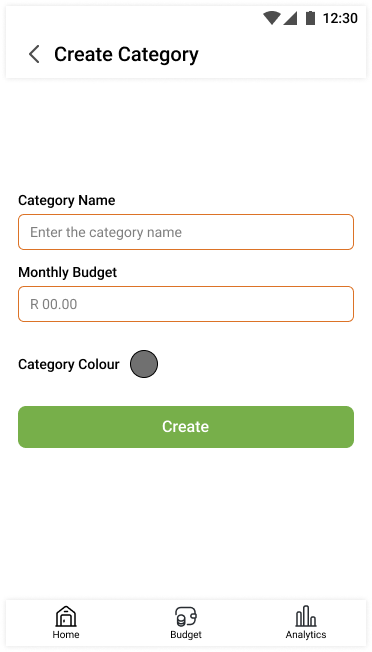 12:30
Create Category
Category Name
Enter the category name
Monthly Budget
R 00.00
Category Colour
Create
Home Budget Analytics